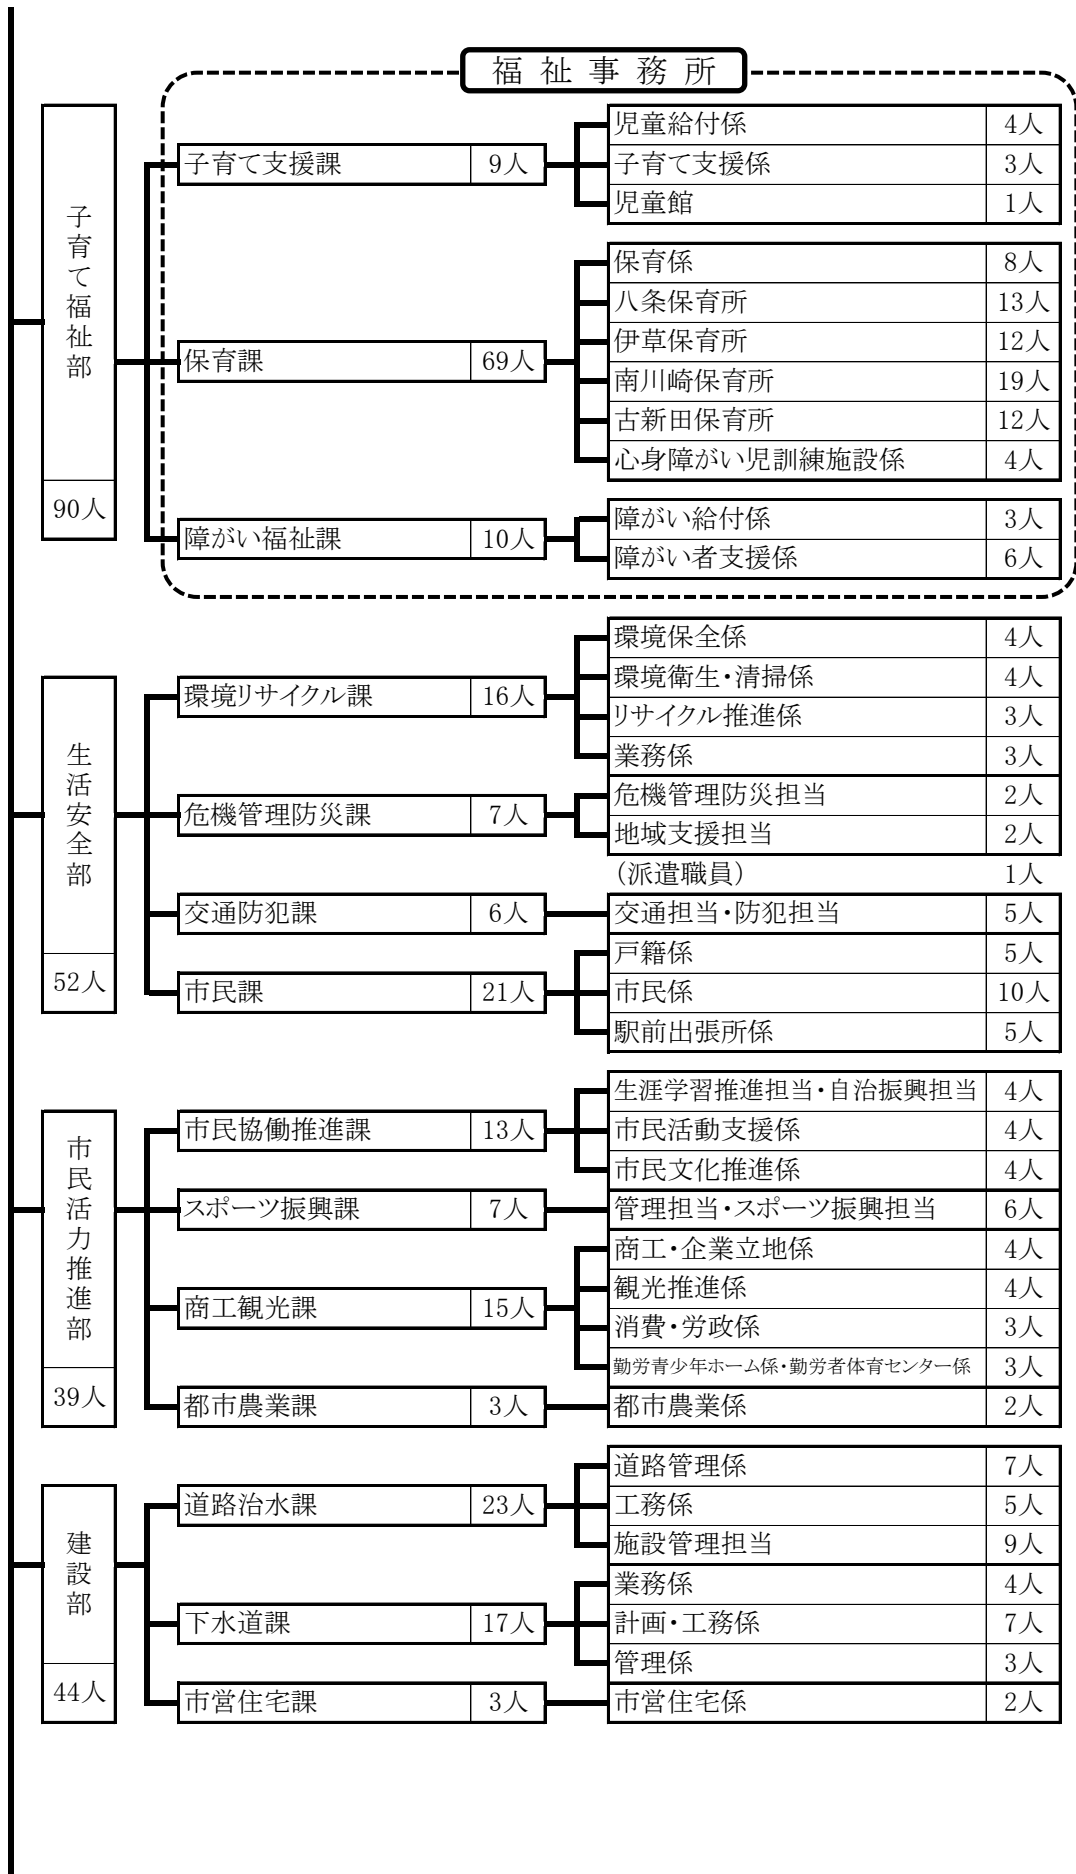 福祉事務所
子育て福祉部
90人
子育て支援課 9人
児童給付係 4人
子育て支援係 3人
児童館 1人
保育課 69人
保育係 8人
八条保育所 13人
伊草保育所 12人
南川崎保育所 19人
古新田保育所 12人
心身障がい児訓練施設係 4人
障がい福祉課 10人
障がい給付係 3人
障がい者支援係 6人
生活安全部
52人
環境リサイクル課 16人
環境保全係 4人
環境衛生・清掃係 4人
リサイクル推進係 3人
業務係 3人
危機管理防災課 7人
危機管理防災担当 2人
地域支援担当 2人
(派遣職員) 1人
交通防犯課 6人
交通担当・防犯担当 5人
市民課 21人
戸籍係 5人
市民係 10人
駅前出張所係 5人
市民活力推進部
39人
市民協働推進課 13人
生涯学習推進担当・自治振興担当 4人
市民活動支援係 4人
市民文化推進係 4人
スポーツ振興課 7人
管理担当・スポーツ振興担当 6人
商工観光課 15人
商工・企業立地係 4人
観光推進係 4人
消費・労政係 3人
勤労青少年ホーム係・勤労者体育センター係 3人
都市農業課 3人
都市農業係 2人
建設部
44人
道路治水課 23人
道路管理係 7人
工務係 5人
施設管理担当 9人
下水道課 17人
業務係 4人
計画・工務係 7人
管理係 3人
市営住宅課 3人
市営住宅係 2人